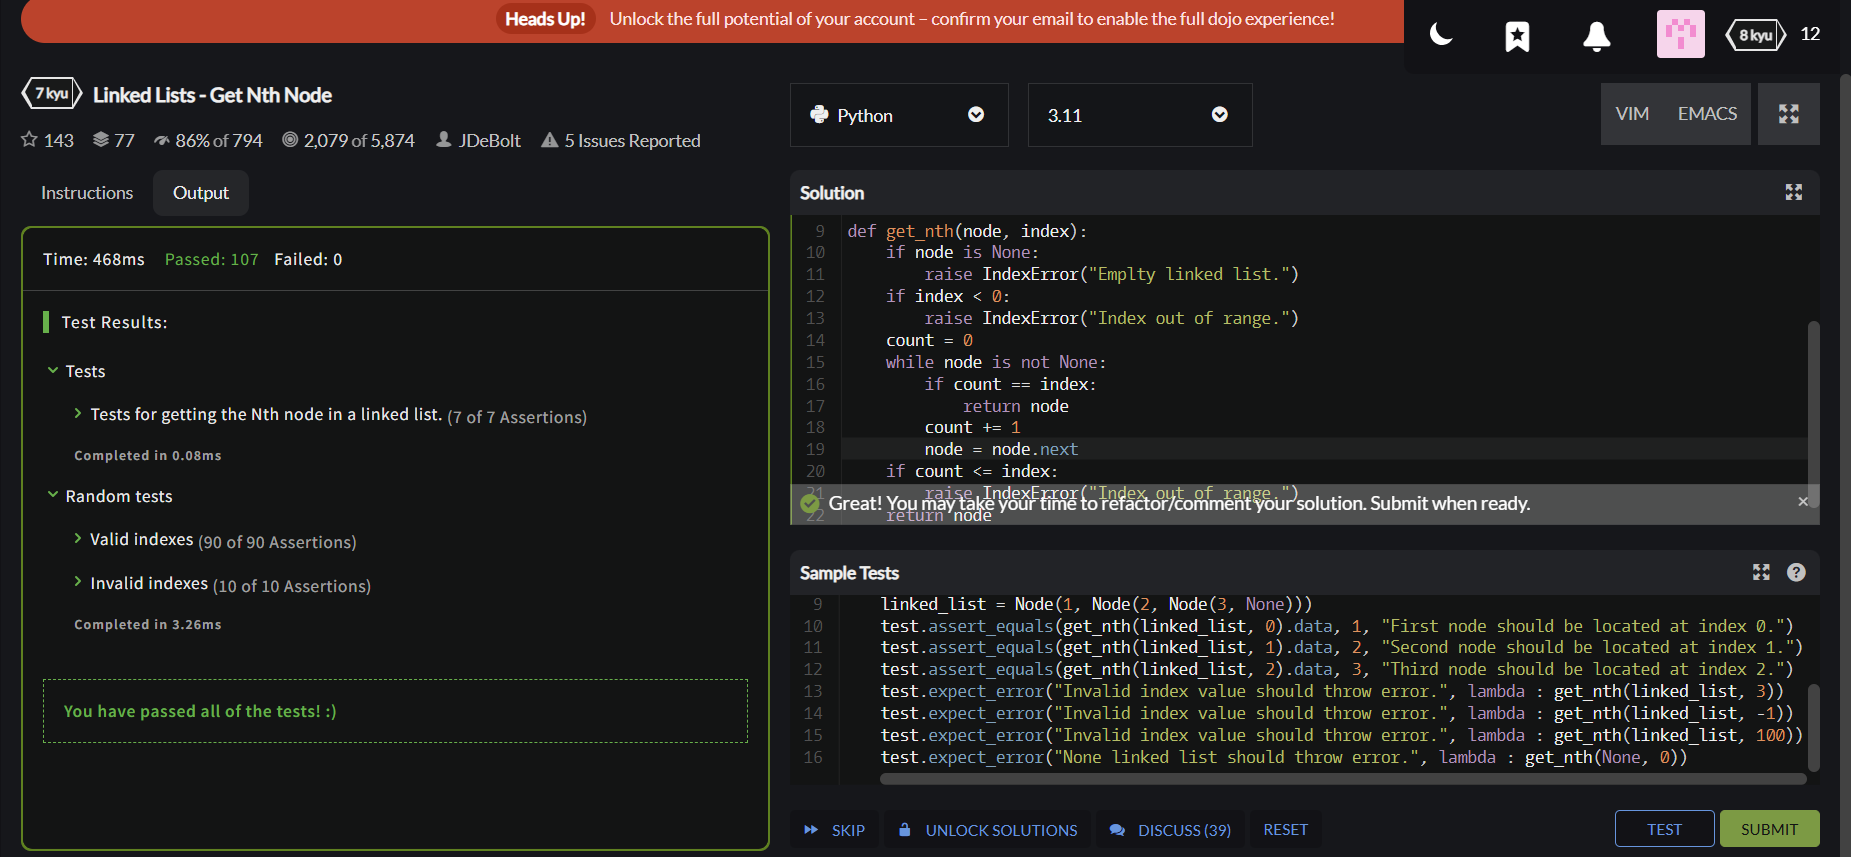 Heads Up! Unlock the full potential of your account – confirm your email to enable the full dojo experience!
8 kyu 12
7 kyu Linked Lists - Get Nth Node
143 77 86% of 794 2,079 of 5,874 JDeBolt 5 Issues Reported
Python 3.11 VIM EMACS
Instructions Output
Time: 468ms Passed: 107 Failed: 0
Test Results:
Tests
Tests for getting the Nth node in a linked list. (7 of 7 Assertions)
Completed in 0.08ms
Random tests
Valid indexes (90 of 90 Assertions)
Invalid indexes (10 of 10 Assertions)
Completed in 3.26ms
You have passed all of the tests! :)
Solution
9 def get_nth(node, index):
10 if node is None:
11 raise IndexError("Emplty linked list.")
12 if index < 0:
13 raise IndexError("Index out of range.")
14 count = 0
15 while node is not None:
16 if count == index:
17 return node
18 count += 1
19 node = node.next
20 if count <= index:
21 raise IndexError("Index out of range.")
Great! You may take your time to refactor/comment your solution. Submit when ready. ×
22 return node
Sample Tests
9 linked_list = Node(1, Node(2, Node(3, None)))
10 test.assert_equals(get_nth(linked_list, 0).data, 1, "First node should be located at index 0.")
11 test.assert_equals(get_nth(linked_list, 1).data, 2, "Second node should be located at index 1.")
12 test.assert_equals(get_nth(linked_list, 2).data, 3, "Third node should be located at index 2.")
13 test.expect_error("Invalid index value should throw error.", lambda : get_nth(linked_list, 3))
14 test.expect_error("Invalid index value should throw error.", lambda : get_nth(linked_list, -1))
15 test.expect_error("Invalid index value should throw error.", lambda : get_nth(linked_list, 100))
16 test.expect_error("None linked list should throw error.", lambda : get_nth(None, 0))
SKIP UNLOCK SOLUTIONS DISCUSS (39) RESET TEST SUBMIT